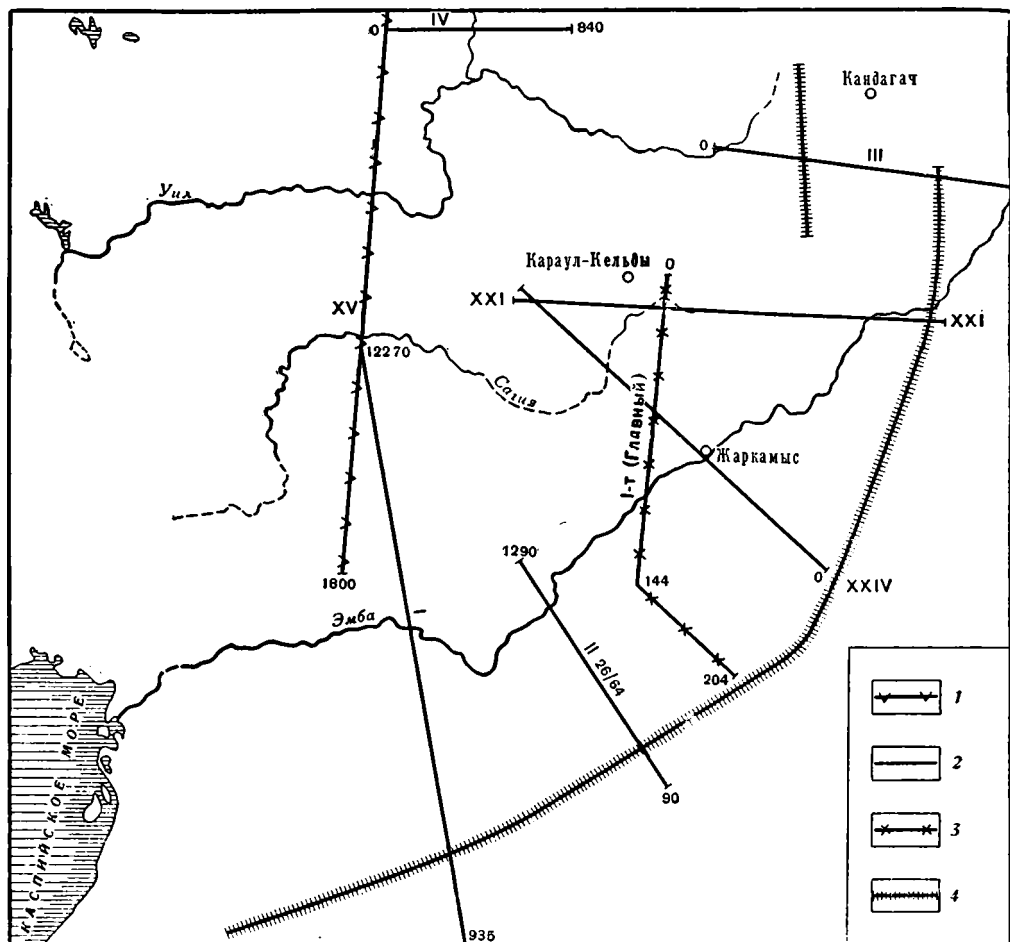 IV
0
840
Кандагач
0
III
Уил
Караул-Кельды
0
XXI
XXI
XV
12270
Сагиз
I-т (Главный)
Жаркамыс
1290
144
0
XXIV
1800
Эмба
II 26/64
204
90
КАСПИЙСКОЕ МОРЕ
935
1
2
3
4